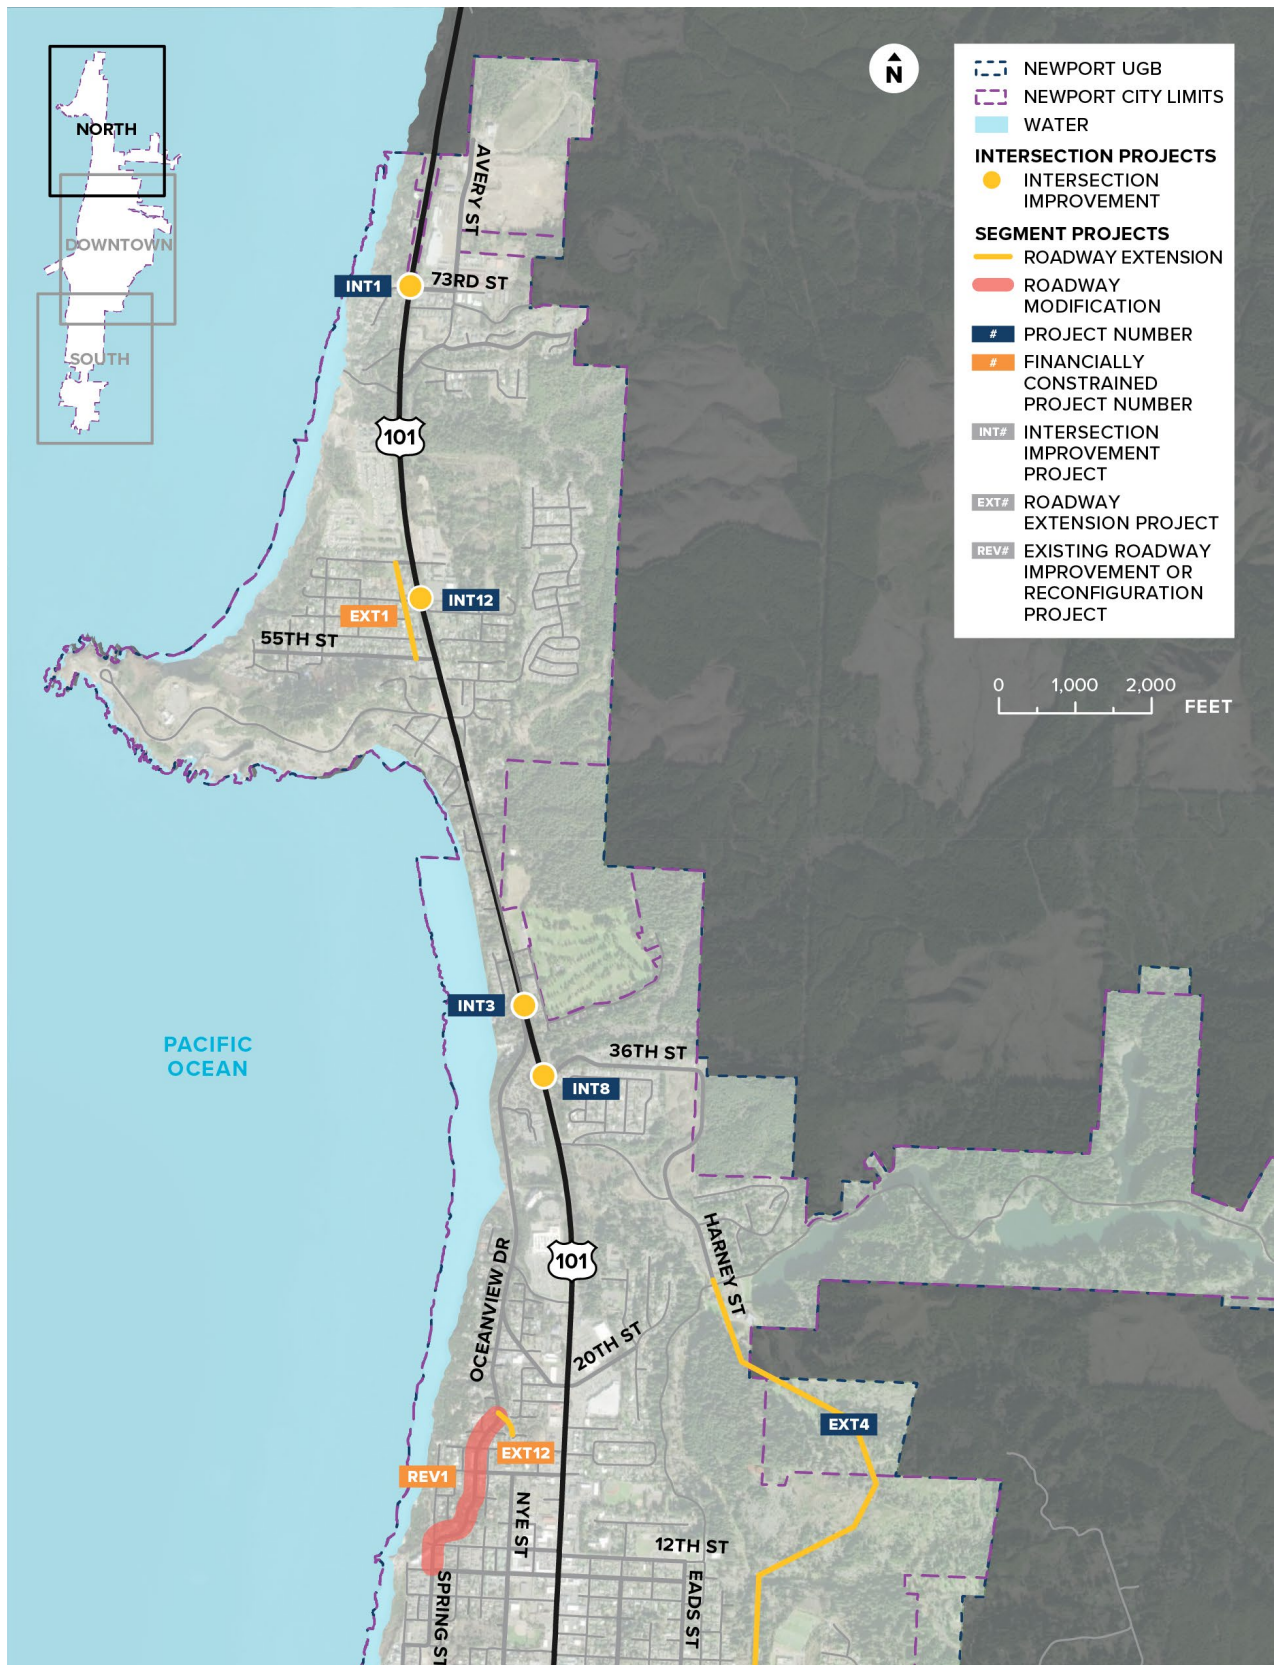 NORTH
DOWNTOWN
SOUTH
N
NEWPORT UGB
NEWPORT CITY LIMITS
WATER
INTERSECTION PROJECTS
INTERSECTION
IMPROVEMENT
SEGMENT PROJECTS
ROADWAY EXTENSION
ROADWAY
MODIFICATION
# PROJECT NUMBER
# FINANCIALLY
CONSTRAINED
PROJECT NUMBER
INT# INTERSECTION
IMPROVEMENT
PROJECT
EXT# ROADWAY
EXTENSION PROJECT
REV# EXISTING ROADWAY
IMPROVEMENT OR
RECONFIGURATION
PROJECT
0 1,000 2,000
FEET
AVERY ST
INT1
73RD ST
101
INT12
EXT1
55TH ST
INT3
PACIFIC
OCEAN
36TH ST
INT8
HARNEY ST
OCEANVIEW DR
101
20TH ST
EXT4
EXT12
REV1
NYE ST
12TH ST
SPRING ST
EADS ST